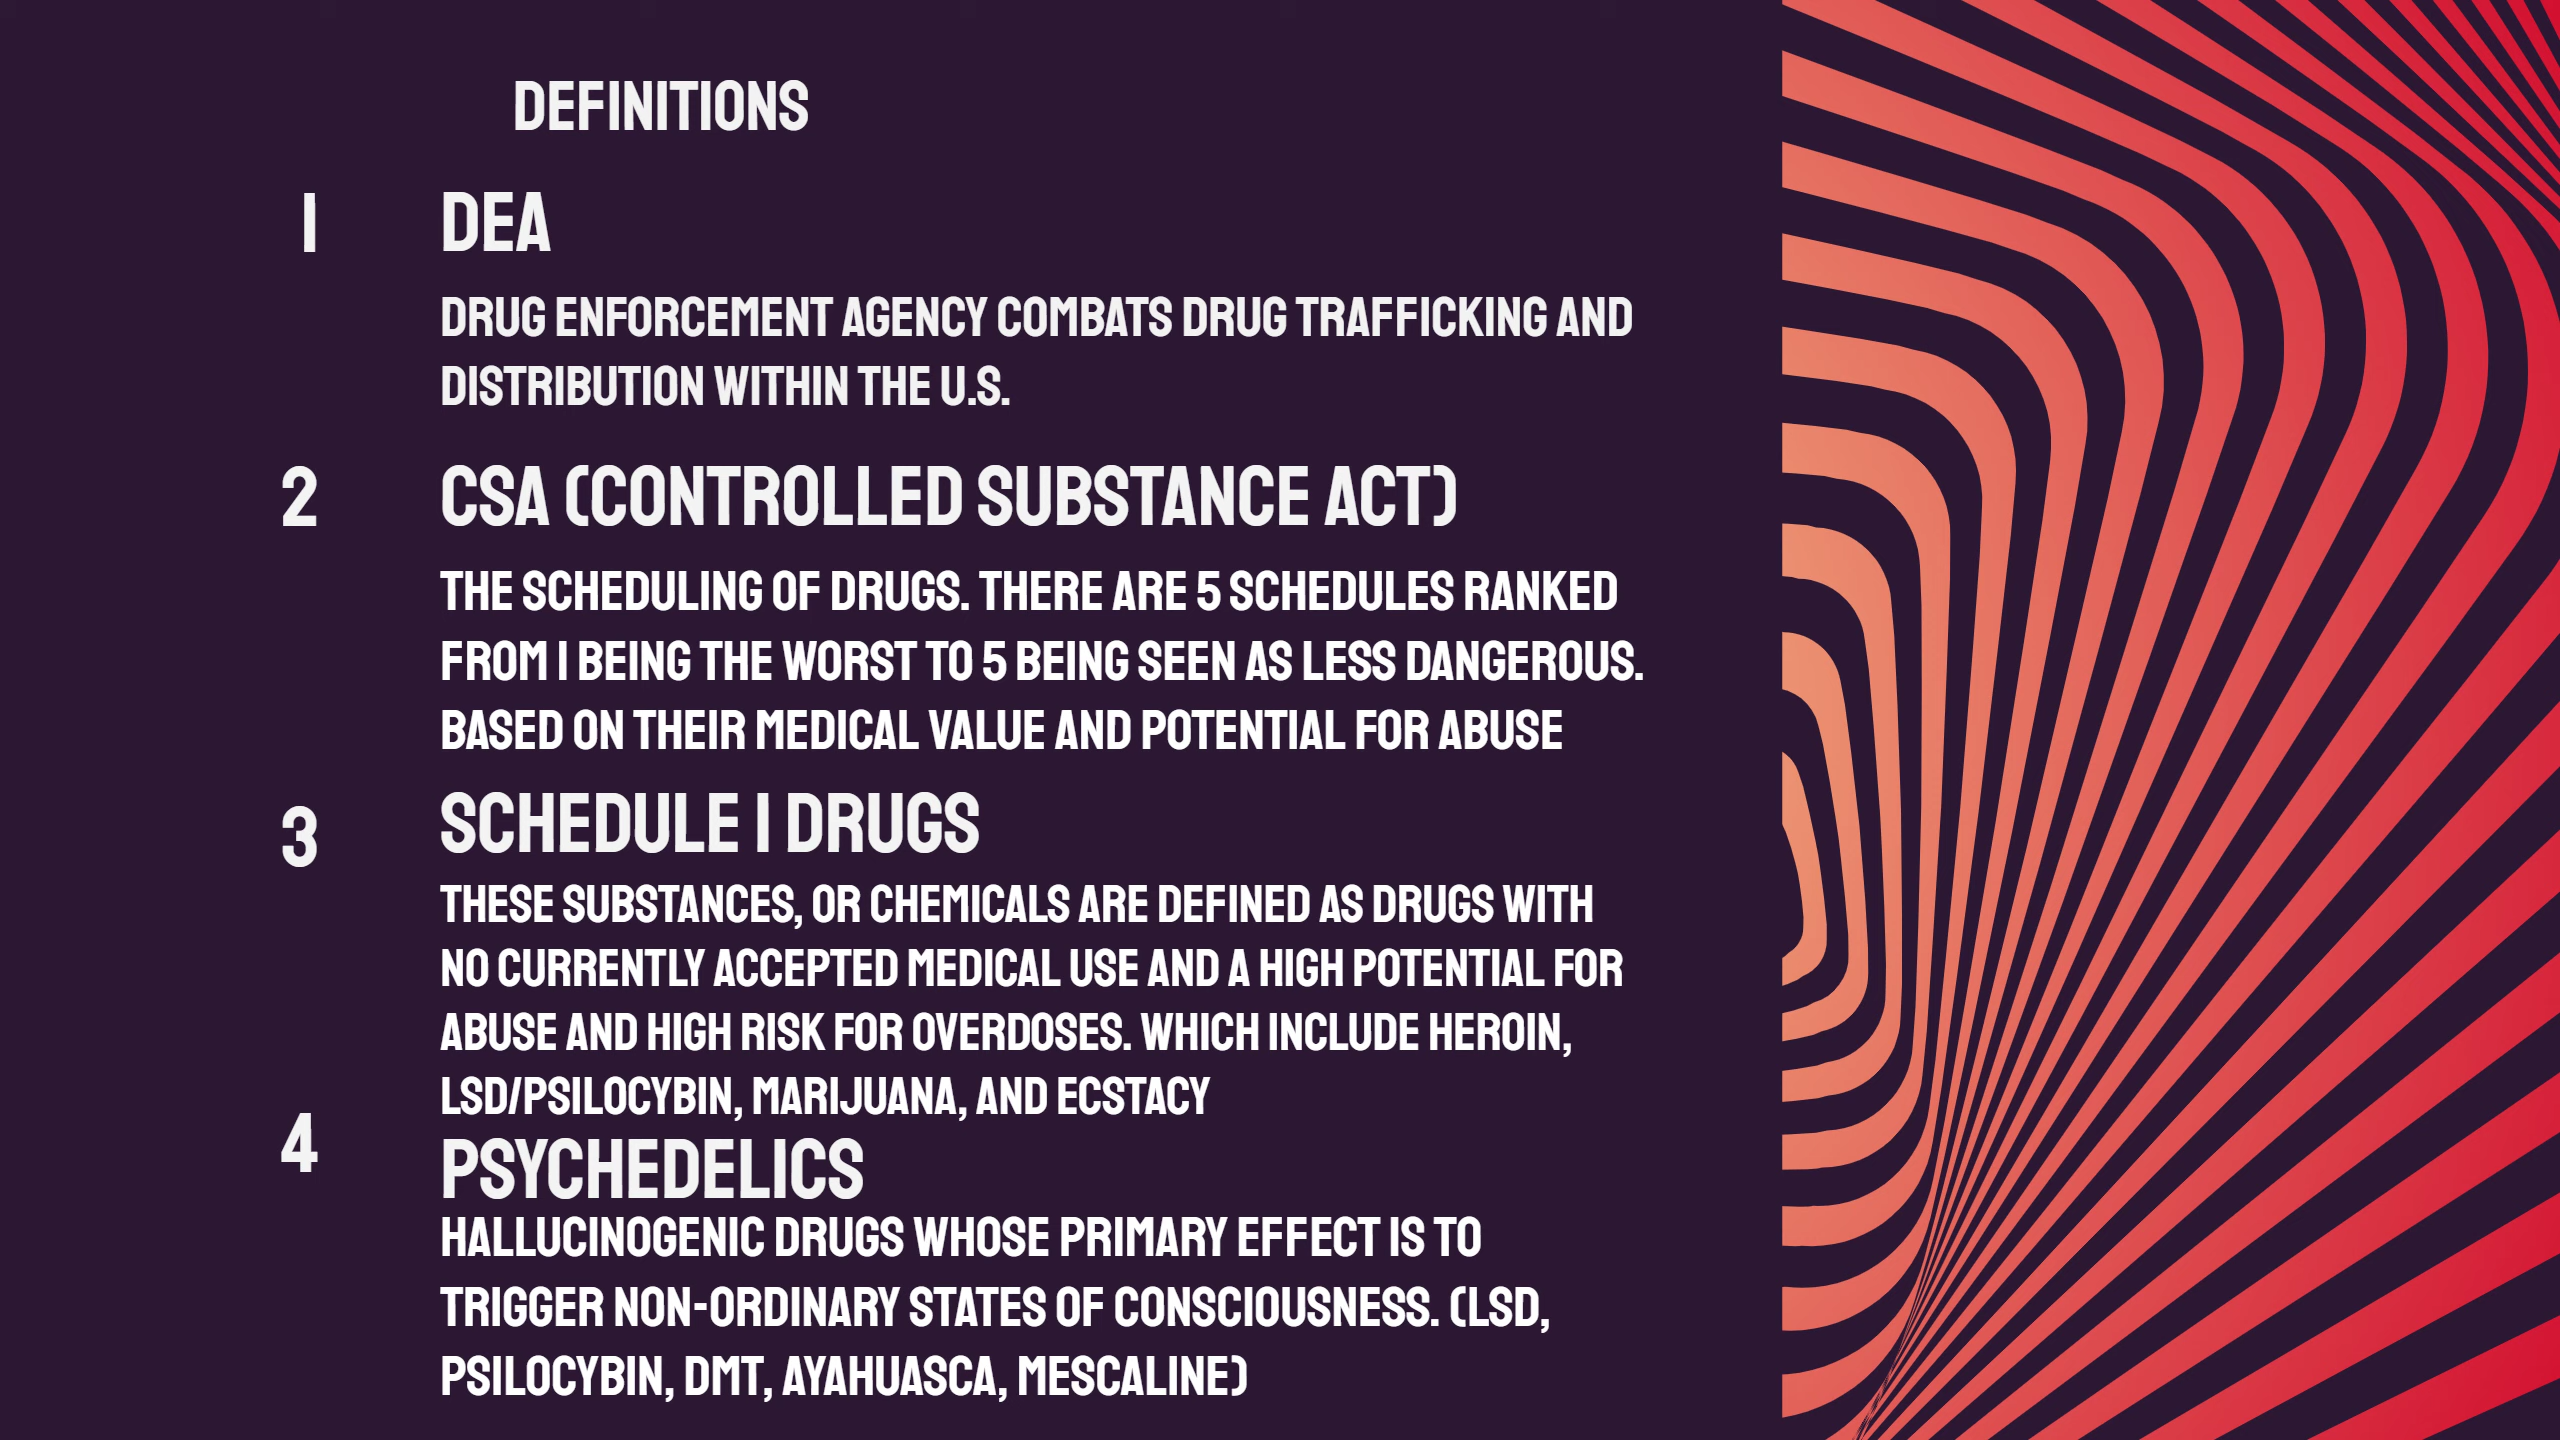 DEFINITIONS
1
DEA
DRUG ENFORCEMENT AGENCY COMBATS DRUG TRAFFICKING AND
DISTRIBUTION WITHIN THE U.S.
2
CSA (CONTROLLED SUBSTANCE ACT)
THE SCHEDULING OF DRUGS. THERE ARE 5 SCHEDULES RANKED
FROM 1 BEING THE WORST TO 5 BEING SEEN AS LESS DANGEROUS.
BASED ON THEIR MEDICAL VALUE AND POTENTIAL FOR ABUSE
3
SCHEDULE 1 DRUGS
THESE SUBSTANCES, OR CHEMICALS ARE DEFINED AS DRUGS WITH
NO CURRENTLY ACCEPTED MEDICAL USE AND A HIGH POTENTIAL FOR
ABUSE AND HIGH RISK FOR OVERDOSES. WHICH INCLUDE HEROIN,
LSD/PSILOCYBIN, MARIJUANA, AND ECSTACY
4
PSYCHEDELICS
HALLUCINOGENIC DRUGS WHOSE PRIMARY EFFECT IS TO
TRIGGER NON-ORDINARY STATES OF CONSCIOUSNESS. (LSD,
PSILOCYBIN, DMT, AYAHUASCA, MESCALINE)